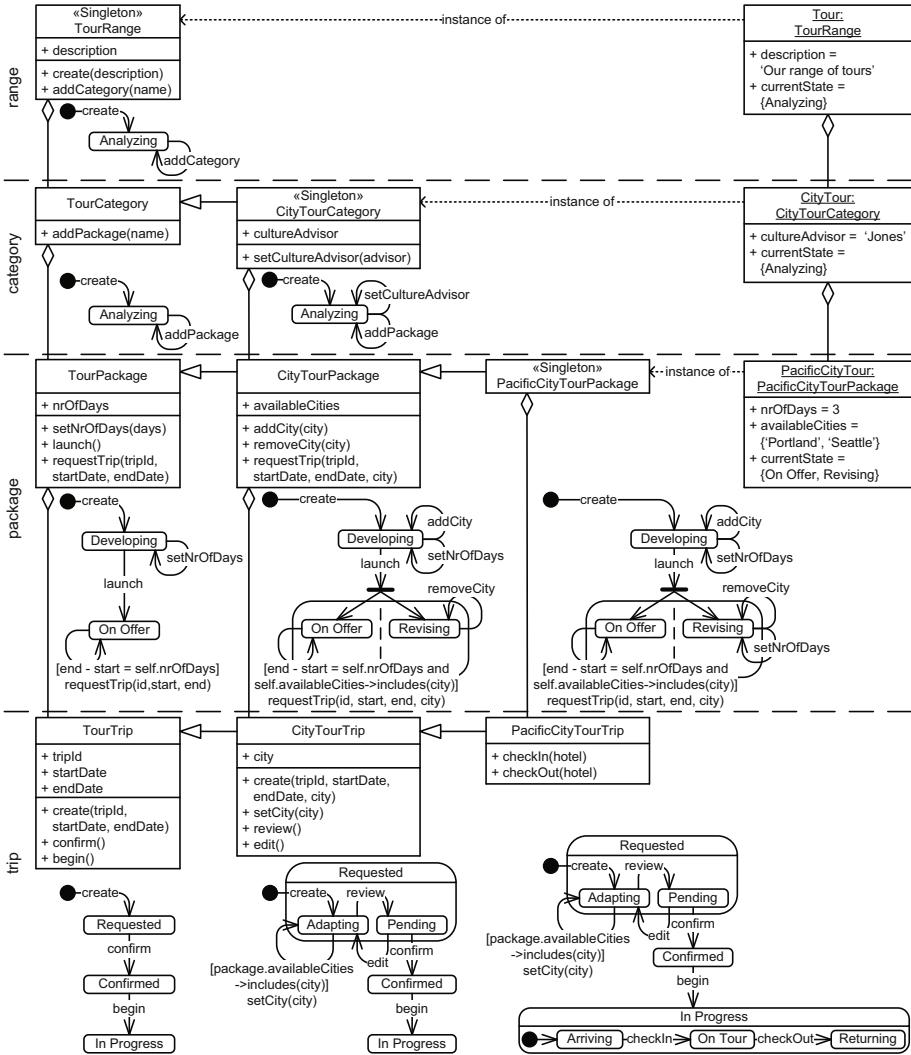 range
«Singleton»
TourRange
+ description
+ create(description)
+ addCategory(name)
create
Analyzing
addCategory
instance of
Tour:
TourRange
+ description =
‘Our range of tours’
+ currentState =
{Analyzing}
category
TourCategory
+ addPackage(name)
create
Analyzing
addPackage
«Singleton»
CityTourCategory
+ cultureAdvisor
+ setCultureAdvisor(advisor)
create
setCultureAdvisor
Analyzing
addPackage
instance of
CityTour:
CityTourCategory
+ cultureAdvisor = ‘Jones’
+ currentState =
{Analyzing}
package
TourPackage
+ nrOfDays
+ setNrOfDays(days)
+ launch()
+ requestTrip(tripId,
startDate, endDate)
create
Developing
setNrOfDays
launch
On Offer
[end - start = self.nrOfDays]
requestTrip(id,start, end)
CityTourPackage
+ availableCities
+ addCity(city)
+ removeCity(city)
+ requestTrip(tripId,
startDate, endDate, city)
create
addCity
Developing
setNrOfDays
launch
removeCity
On Offer
Revising
[end - start = self.nrOfDays and
self.availableCities->includes(city)]
requestTrip(id, start, end, city)
«Singleton»
PacificCityTourPackage
create
addCity
Developing
setNrOfDays
launch
removeCity
On Offer
Revising
setNrOfDays
[end - start = self.nrOfDays and
self.availableCities->includes(city)]
requestTrip(id, start, end, city)
instance of
PacificCityTour:
PacificCityTourPackage
+ nrOfDays = 3
+ availableCities =
{‘Portland’, ‘Seattle’}
+ currentState =
{On Offer, Revising}
trip
TourTrip
+ tripId
+ startDate
+ endDate
+ create(tripId,
startDate, endDate)
+ confirm()
+ begin()
create
Requested
confirm
Confirmed
begin
In Progress
CityTourTrip
+ city
+ create(tripId, startDate,
endDate, city)
+ setCity(city)
+ review()
+ edit()
Requested
create
review
Adapting
Pending
edit
confirm
[package.availableCities
->includes(city)]
setCity(city)
Confirmed
begin
In Progress
PacificCityTourTrip
+ checkIn(hotel)
+ checkOut(hotel)
Requested
create
review
Adapting
Pending
edit
confirm
[package.availableCities
->includes(city)]
setCity(city)
Confirmed
begin
In Progress
Arriving
checkIn
On Tour
checkOut
Returning